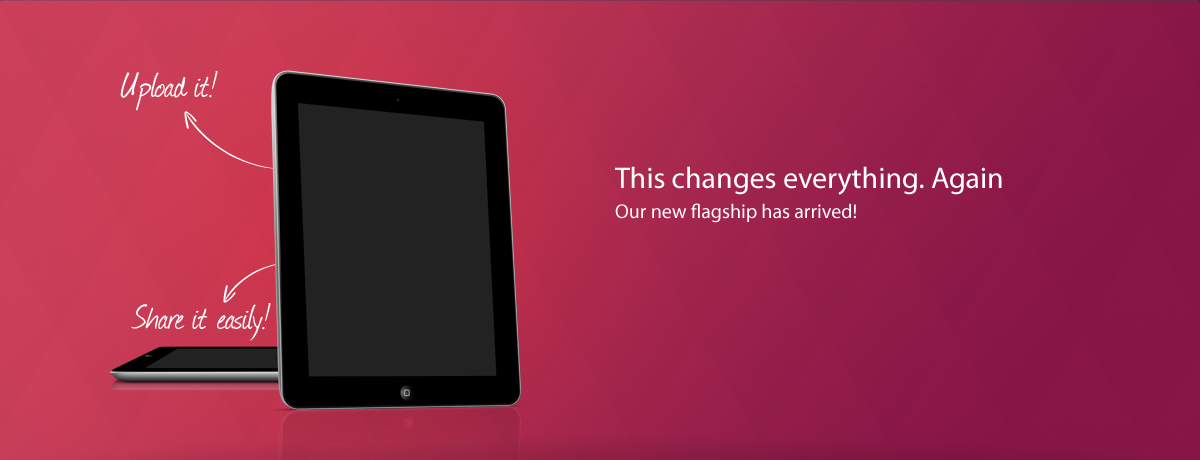 Upload it!
This changes everything. Again
Our new flagship has arrived!
Share it easily!